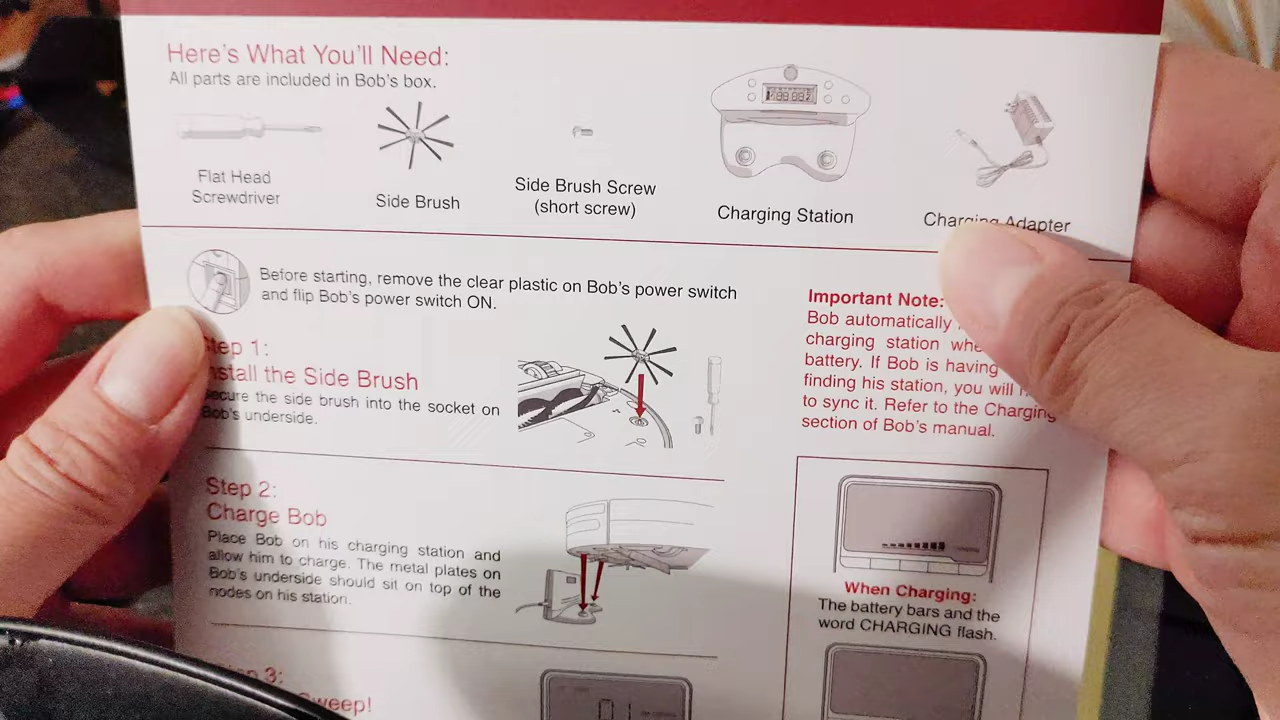 Here's What You'll Need:
All parts are included in Bob's box.
Flat Head
Screwdriver
Side Brush
Side Brush Screw
(short screw)
Charging Station
Charging Adapter
Before starting, remove the clear plastic on Bob's power switch
and flip Bob's power switch ON.
Step 1:
Install the Side Brush
Secure the side brush into the socket on
Bob's underside.
Step 2:
Charge Bob
Place Bob on his charging station and
allow him to charge. The metal plates on
Bob's underside should sit on top of the
nodes on his station.
3:
Sweep!
Important Note:
Bob automatically
charging station
battery. If Bob is having
finding his station, you will
to sync it. Refer to the Charging
section of Bob's manual.
When Charging:
The battery bars and the
word CHARGING flash.